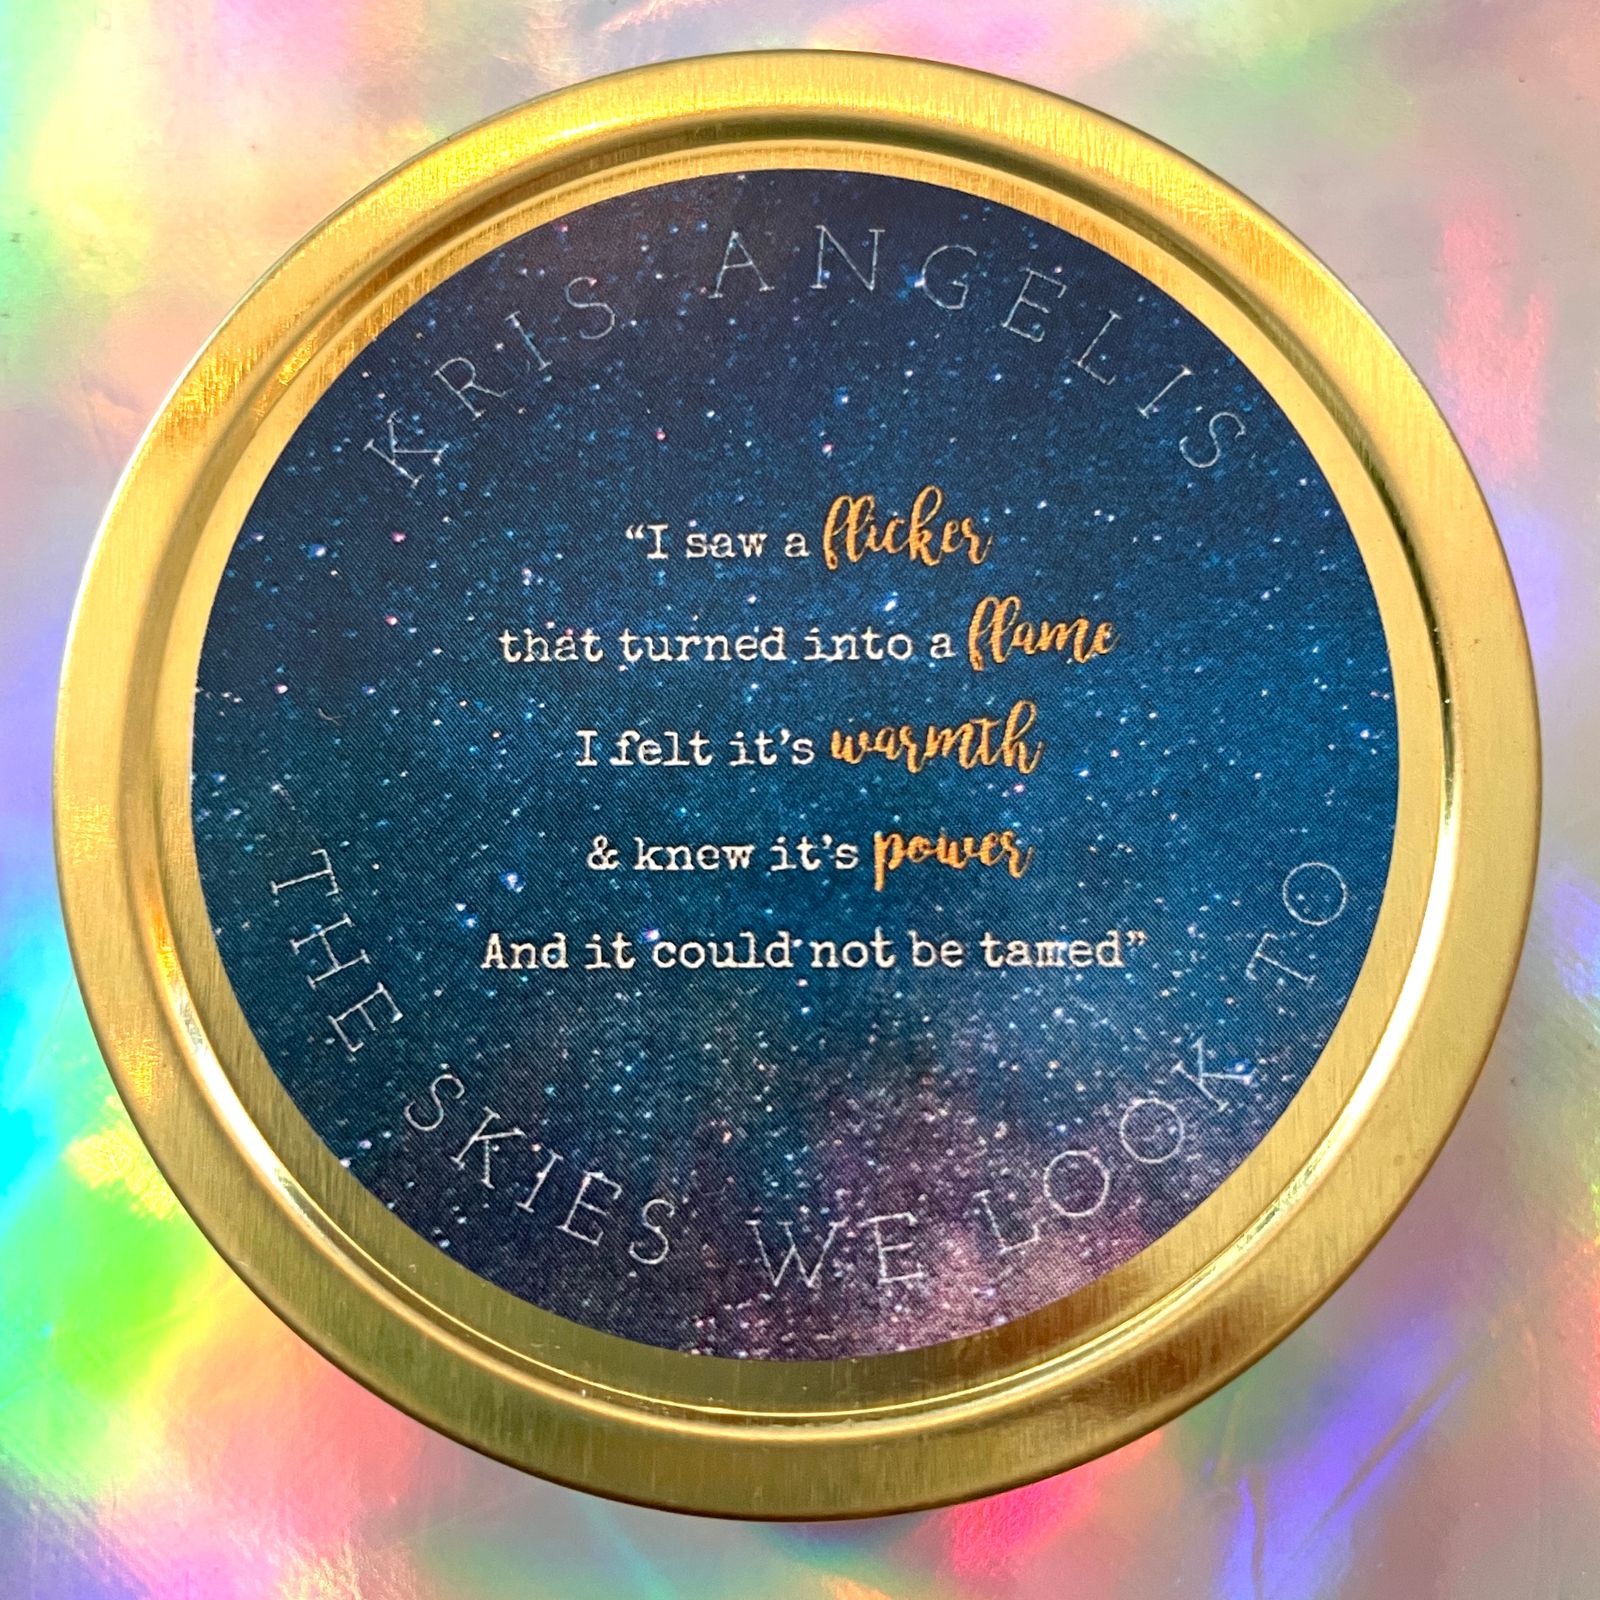 KRIS ANGELIS
“I saw a flicker
that turned into a flame
I felt it’s warmth
& knew it’s power
And it could not be tamed”
THE SKIES WE LOOK TO